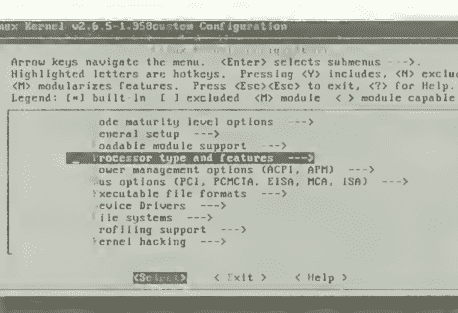 nux Kernel v2.6.5-1.358custom Configuration
Arrow keys navigate the menu. <Enter> selects submenus --->.
Highlighted letters are hotkeys. Pressing <Y> includes, <N> exclu
<M> modularizes features. Press <Esc><Esc> to exit, <?> for Help.
Legend: [*] built-in [ ] excluded <M> module < > module capable
ode maturity level options --->
eneral setup --->
oadable module support --->
rocessor type and features --->
ower management options (ACPI, APM) --->
us options (PCI, PCMCIA, EISA, MCA, ISA) --->
xecutable file formats --->
evice Drivers --->
ile systems --->
rofiling support --->
ernel hacking --->
<Select> < Exit > < Help >